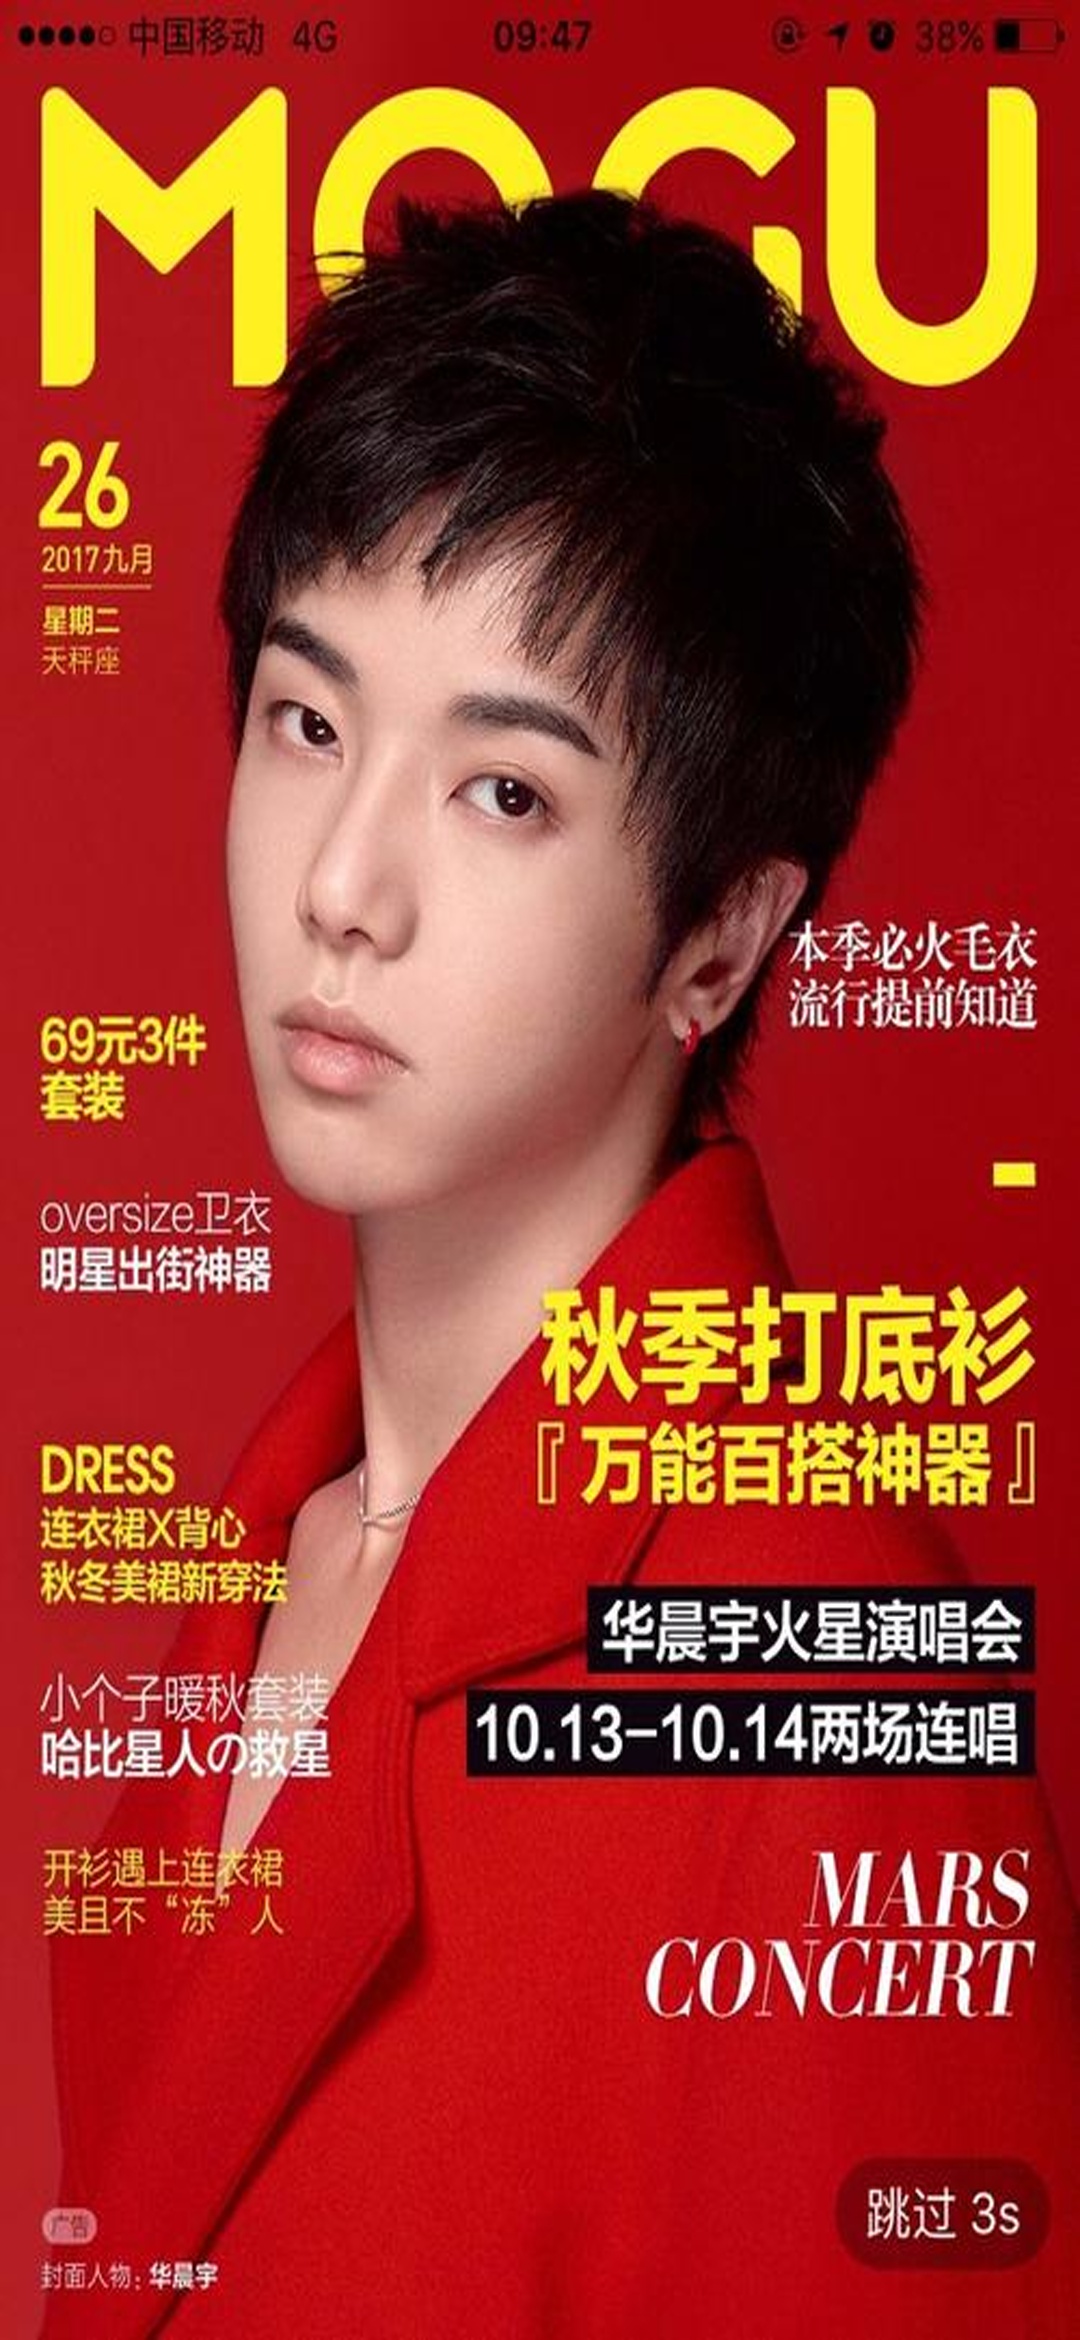 中国移动 4G 09:47 38%
MOGU
26
2017九月
星期二
天秤座
本季必火毛衣
流行提前知道
69元3件
套装
oversize卫衣
明星出街神器
秋季打底衫
『万能百搭神器』
DRESS
连衣裙X背心
秋冬美裙新穿法
华晨宇火星演唱会
10.13-10.14两场连唱
小个子暖秋套装
哈比星人の救星
开衫遇上连衣裙
美且不“冻”人
MARS
CONCERT
跳过 3s
广告
封面人物:华晨宇